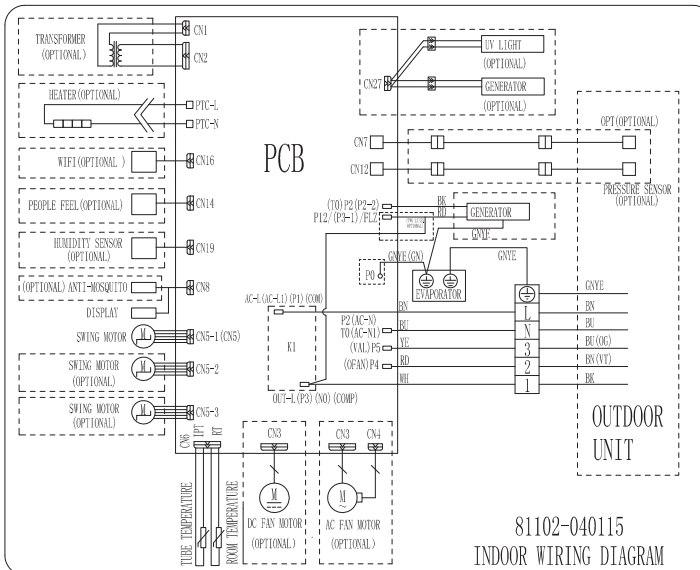 TRANSFORMER
(OPTIONAL)
CN1
CN2
HEATER(OPTIONAL)
PTC-L
PTC-N
WIFI(OPTIONAL )
CN16
PEOPLE FEEL(OPTIONAL)
CN14
HUMIDITY SENSOR
(OPTIONAL)
CN19
(OPTIONAL) ANTI-MOSQUITO
CN8
DISPLAY
SWING MOTOR
M
CN5-1(CN5)
SWING MOTOR
(OPTIONAL)
M
CN5-2
SWING MOTOR
(OPTIONAL)
M
CN5-3
CN6
IPT
RT
TUBE TEMPERATURE
ROOM TEMPERATURE
PCB
CN27
UV LIGHT
(OPTIONAL)
GENERATOR
(OPTIONAL)
CN7
CN12
OPT(OPTIONAL)
PRESSURE SENSOR
(OPTIONAL)
(T0)P2(P2-2)
P12/(P3-1)/FLZ
BK
RD
GENERATOR
GNYE
OPTIONAL)
P0
GNYE(GN)
GNYE
EVAPORATOR
AC-L(AC-L1)(P1)(COM)
K1
OUT-L(P3)(NO)(COMP)
P2(AC-N)
T0(AC-N1)
(VAL)P5
(OFAN)P4
BN
BU
YE
RD
WH
L
N
3
2
1
GNYE
BN
BU
BU(OG)
BN(VT)
BK
OUTDOOR
UNIT
CN3
M
DC FAN MOTOR
(OPTIONAL)
CN3
CN4
M
~
AC FAN MOTOR
(OPTIONAL)
81102-040115
INDOOR WIRING DIAGRAM